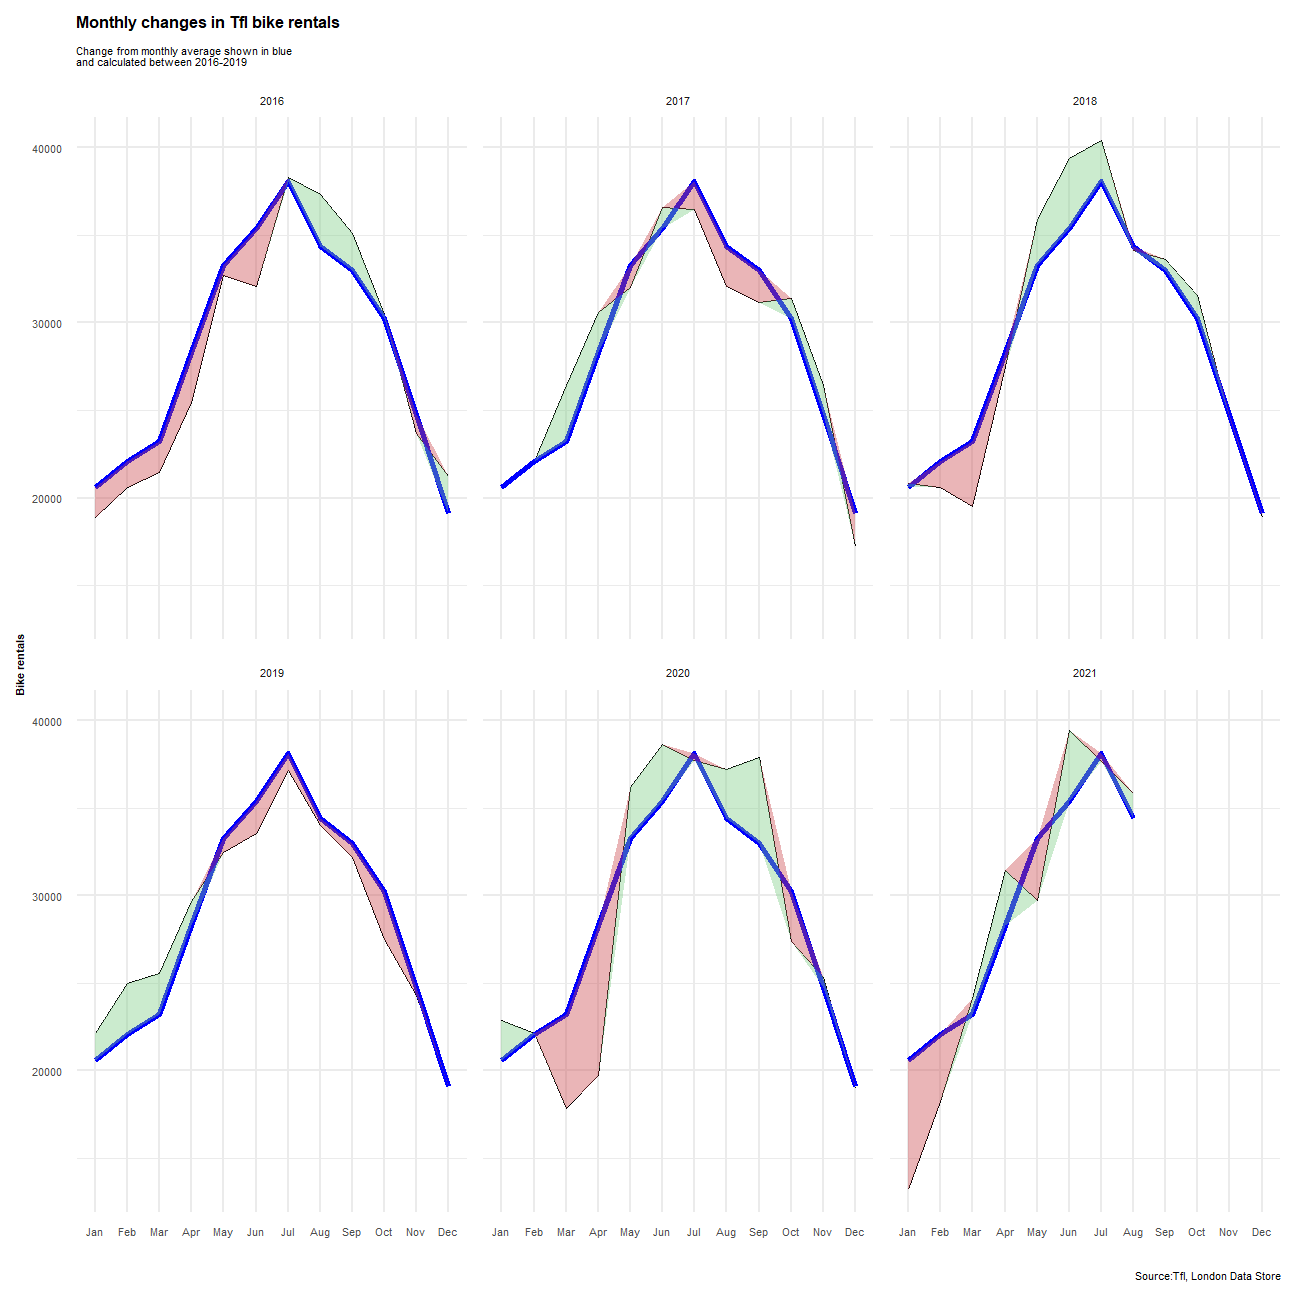 Monthly changes in Tfl bike rentals
Change from monthly average shown in blue
and calculated between 2016-2019
2016 2017 2018
40000
30000
20000
Bike rentals
2019 2020 2021
40000
30000
20000
Jan Feb Mar Apr May Jun Jul Aug Sep Oct Nov Dec Jan Feb Mar Apr May Jun Jul Aug Sep Oct Nov Dec Jan Feb Mar Apr May Jun Jul Aug Sep Oct Nov Dec
Source:Tfl, London Data Store